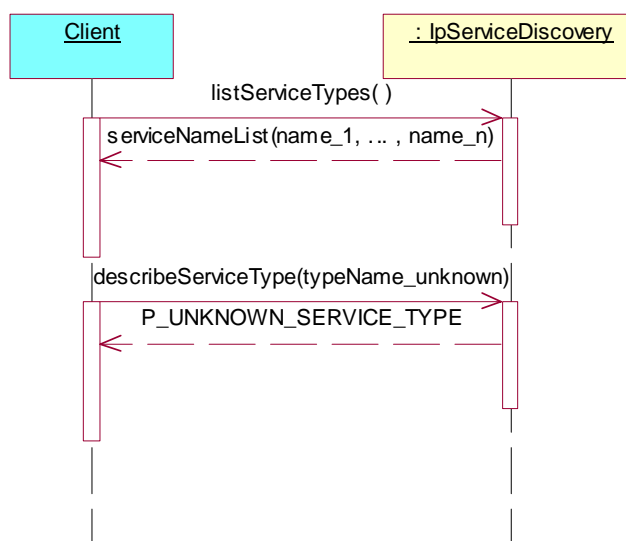 Client
: IpServiceDiscovery
listServiceTypes( )
serviceNameList(name_1, ... , name_n)
describeServiceType(typeName_unknown)
P_UNKNOWN_SERVICE_TYPE